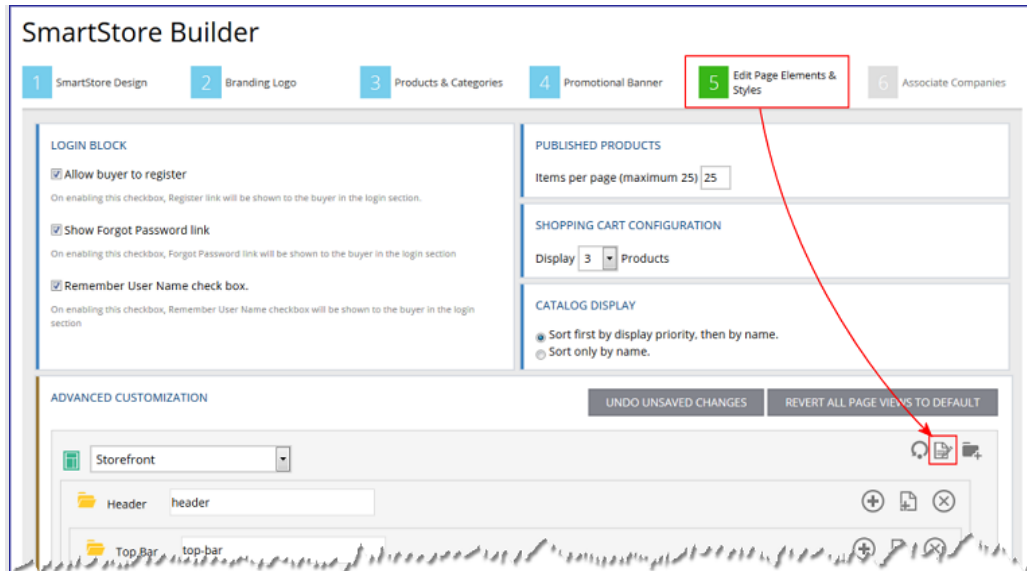 SmartStore Builder
1 SmartStore Design
2 Branding Logo
3 Products & Categories
4 Promotional Banner
5 Edit Page Elements &
Styles
6 Associate Companies
LOGIN BLOCK
Allow buyer to register
On enabling this checkbox, Register link will be shown to the buyer in the login section.
Show Forgot Password link
On enabling this checkbox, Forgot Password link will be shown to the buyer in the login section
Remember User Name check box.
On enabling this checkbox, Remember User Name checkbox will be shown to the buyer in the login
section
PUBLISHED PRODUCTS
Items per page (maximum 25) 25
SHOPPING CART CONFIGURATION
Display 3 Products
CATALOG DISPLAY
Sort first by display priority, then by name.
Sort only by name.
ADVANCED CUSTOMIZATION
UNDO UNSAVED CHANGES
REVERT ALL PAGE VIEWS TO DEFAULT
Storefront
Header header
Top Bar top-bar